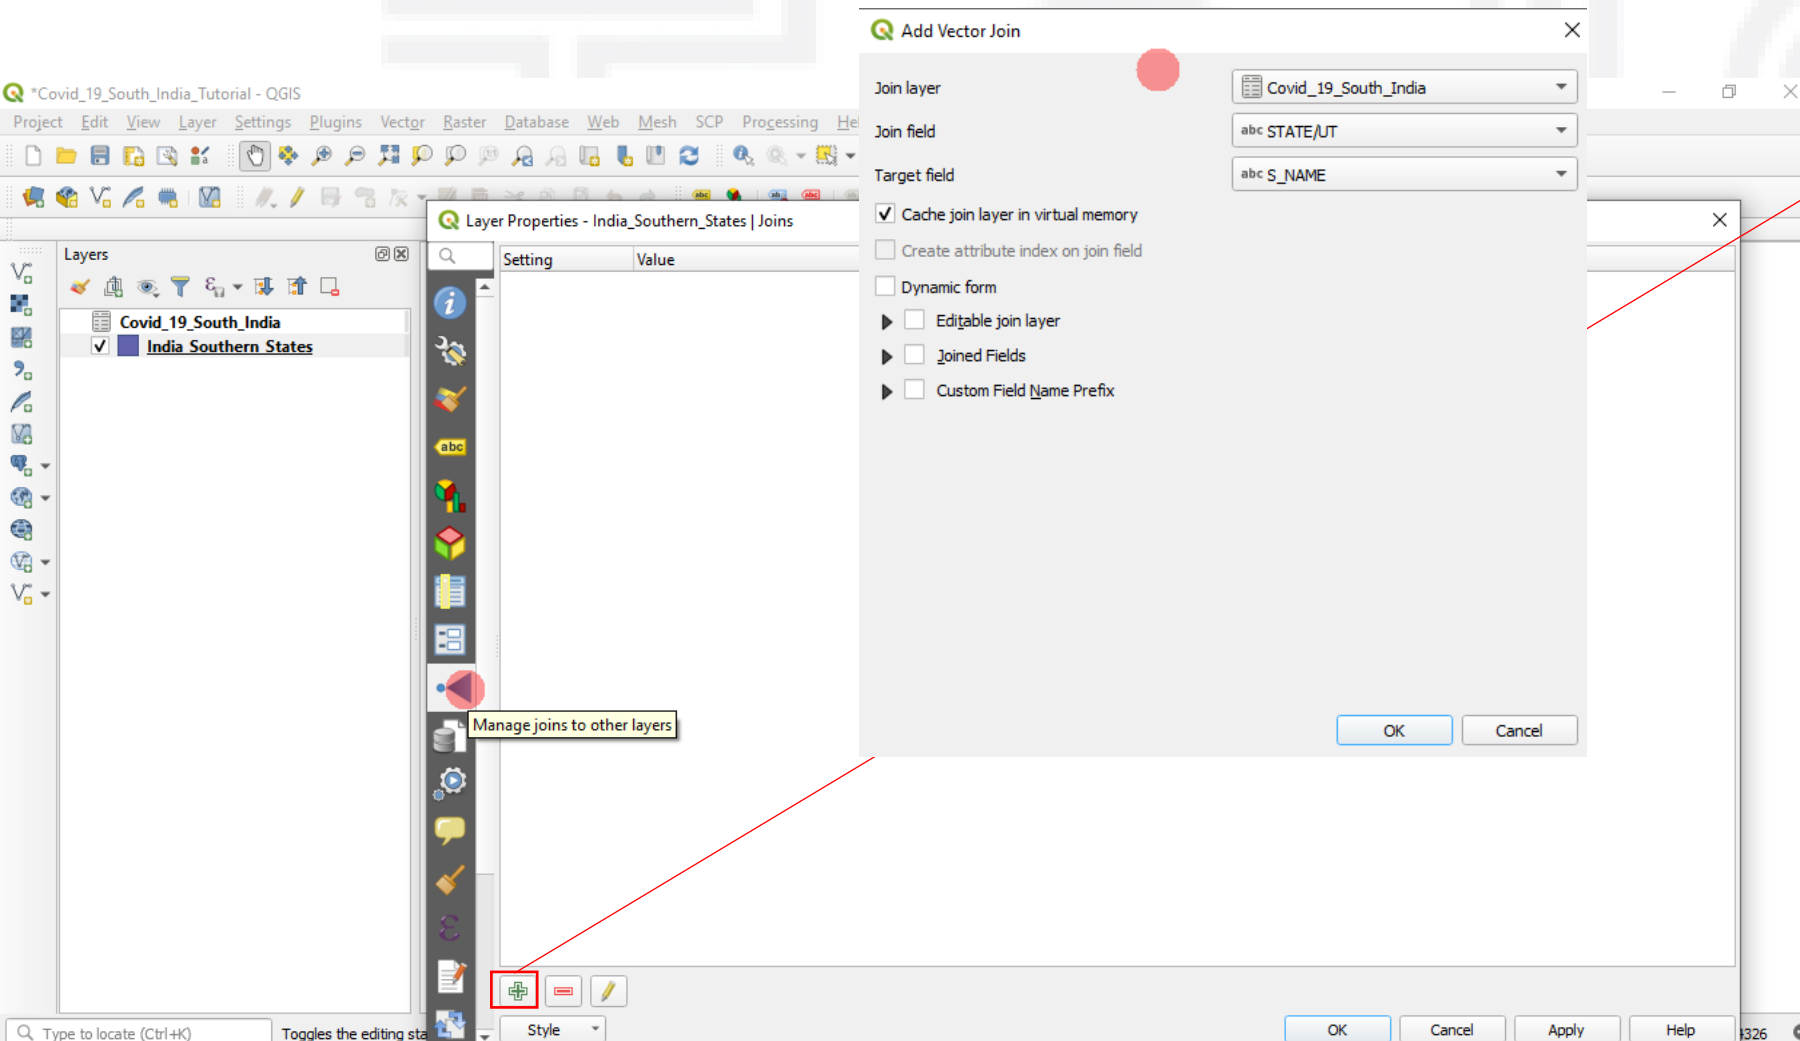 Add Vector Join
Join layer
Covid_19_South_India
Join field
abc STATE/UT
Target field
abc S_NAME
Cache join layer in virtual memory
Create attribute index on join field
Dynamic form
Editable join layer
Joined Fields
Custom Field Name Prefix
OK
Cancel
*Covid_19_South_India_Tutorial - QGIS
Project Edit View Layer Settings Plugins Vector Raster Database Web Mesh SCP Processing
Layers
Covid_19_South_India
India_Southern_States
Layer Properties - India_Southern_States | Joins
Setting Value
abc
Manage joins to other layers
Style
OK Cancel Apply Help
Type to locate (Ctrl+K)
Toggles the editing sta
4326